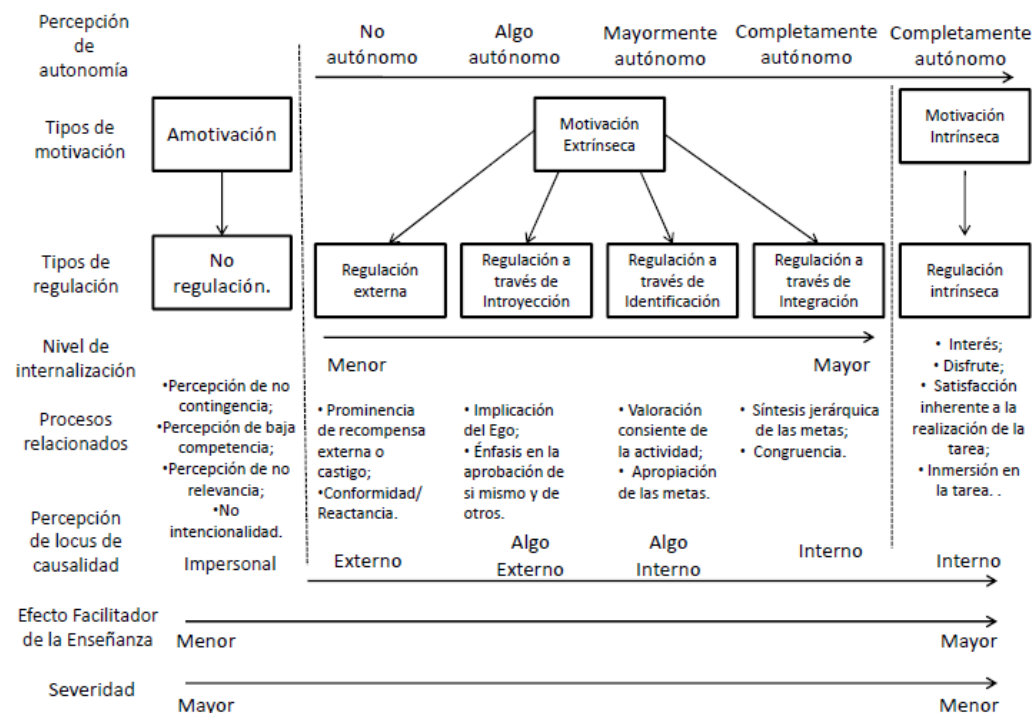 Percepción
de
autonomía
No
autónomo
Algo
autónomo
Mayormente
autónomo
Completamente
autónomo
Completamente
autónomo
Tipos de
motivación
Amotivación
Motivación
Extrínseca
Motivación
Intrínseca
Tipos de
regulación
No
regulación.
Regulación
externa
Regulación a
través de
Introyección
Regulación a
través de
Identificación
Regulación a
través de
Integración
Regulación
intrínseca
Nivel de
internalización
Menor
Mayor
Procesos
relacionados
•Percepción de no
contingencia;
•Percepción de baja
competencia;
•Percepción de no
relevancia;
•No
intencionalidad.
• Prominencia
de recompensa
externa o
castigo;
•Conformidad/
Reactancia.
• Implicación
del Ego;
• Énfasis en la
aprobación de
si mismo y de
otros.
• Valoración
consiente de
la actividad;
• Apropiación
de las metas.
• Síntesis jerárquica
de las metas;
• Congruencia.
• Interés;
• Disfrute;
• Satisfacción
inherente a la
realización de la
tarea;
• Inmersión en
la tarea. .
Percepción
de locus de
causalidad
Impersonal
Externo
Algo
Externo
Algo
Interno
Interno
Interno
Efecto Facilitador
de la Enseñanza
Menor
Mayor
Severidad
Mayor
Menor